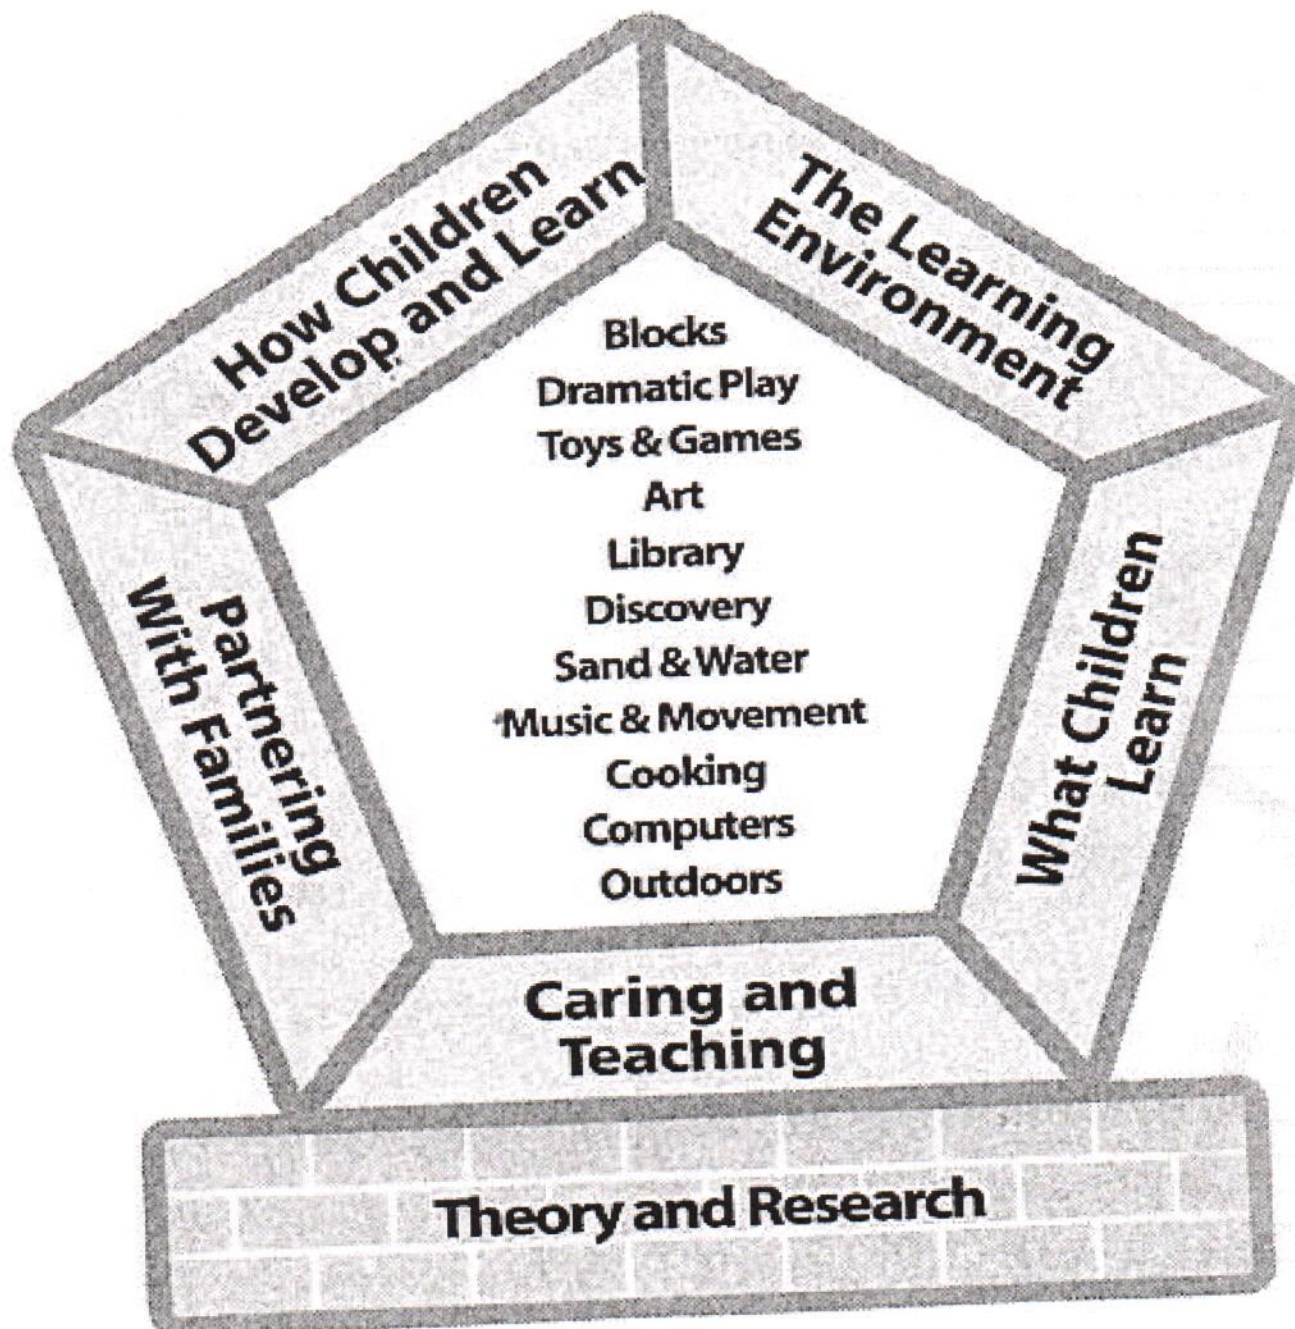 How Children
Develop and Learn
The Learning
Environment
Blocks
Dramatic Play
Toys & Games
Art
Library
Discovery
Sand & Water
Music & Movement
Cooking
Computers
Outdoors
Partnering
With Families
What Children
Learn
Caring and
Teaching
Theory and Research